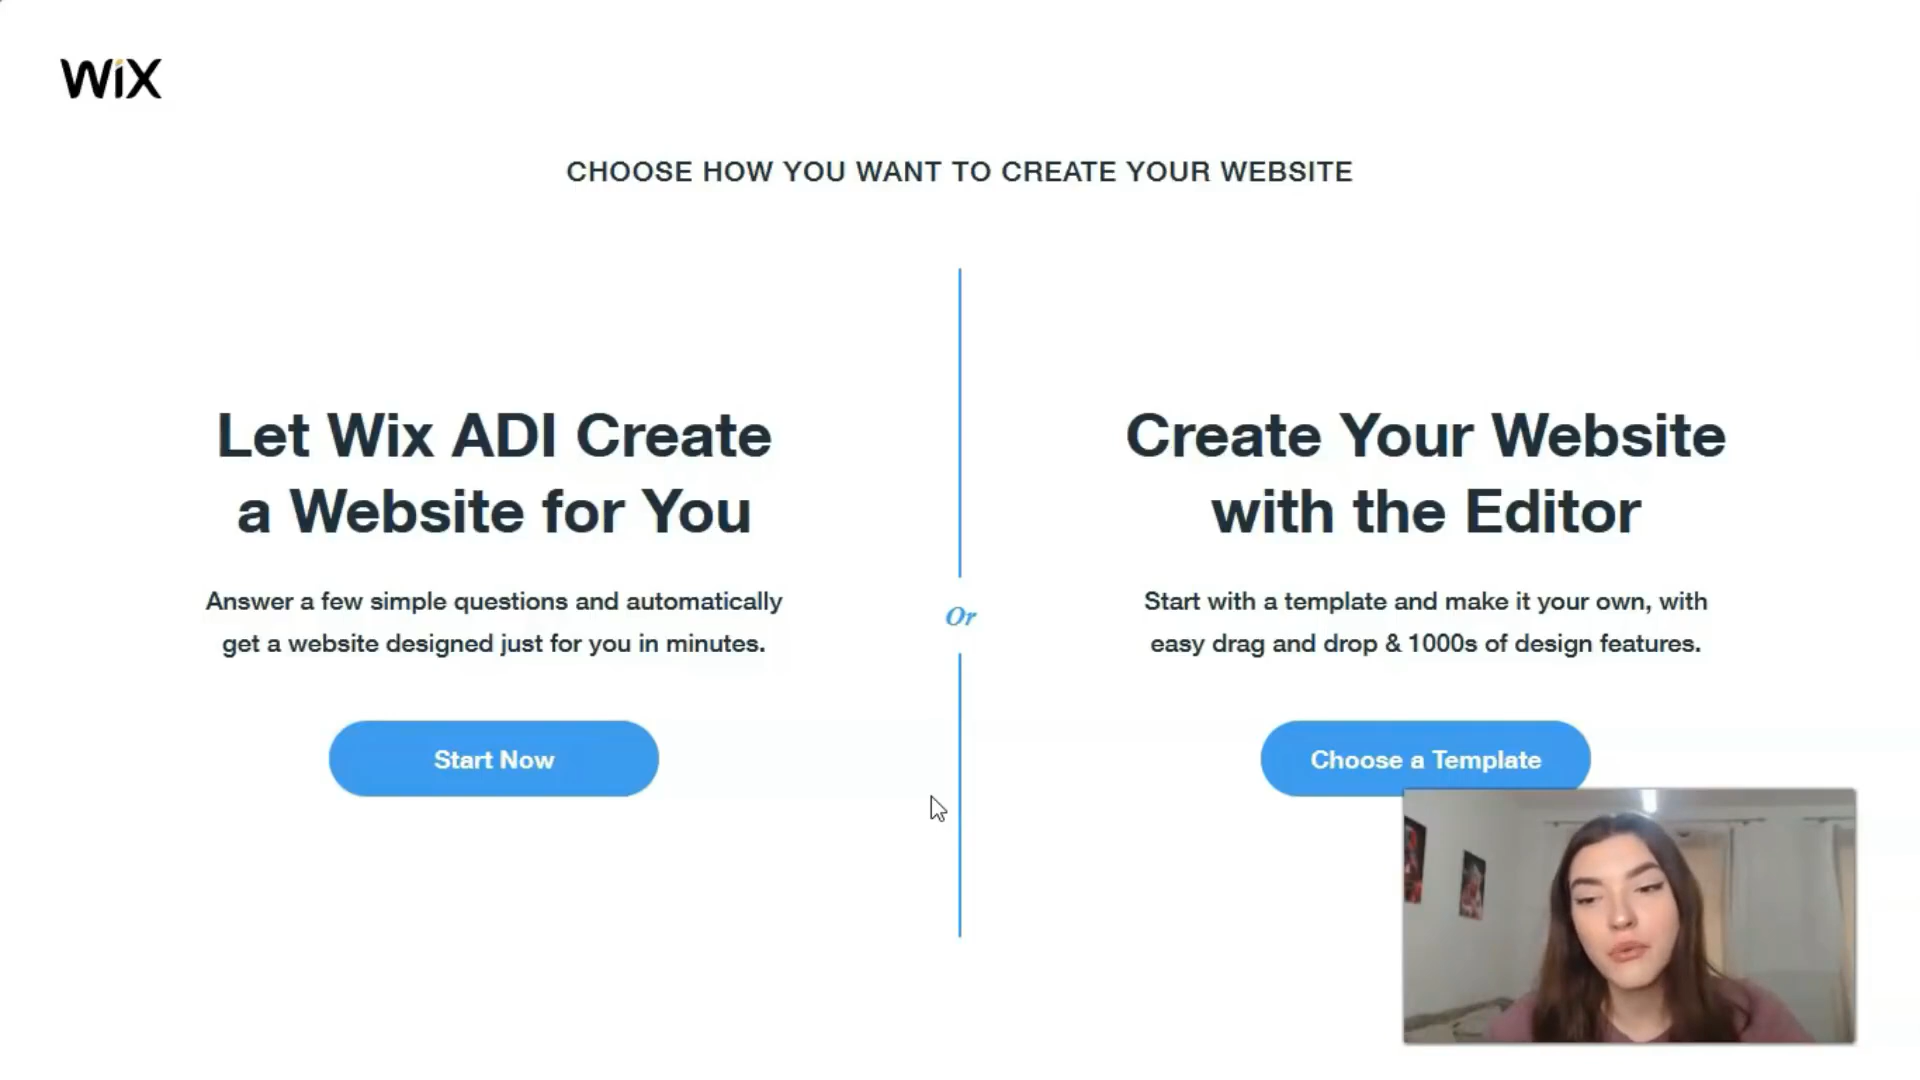 WiX
CHOOSE HOW YOU WANT TO CREATE YOUR WEBSITE
Let Wix ADI Create
a Website for You
Answer a few simple questions and automatically
get a website designed just for you in minutes.
Start Now
Or
Create Your Website
with the Editor
Start with a template and make it your own, with
easy drag and drop & 1000s of design features.
Choose a Template